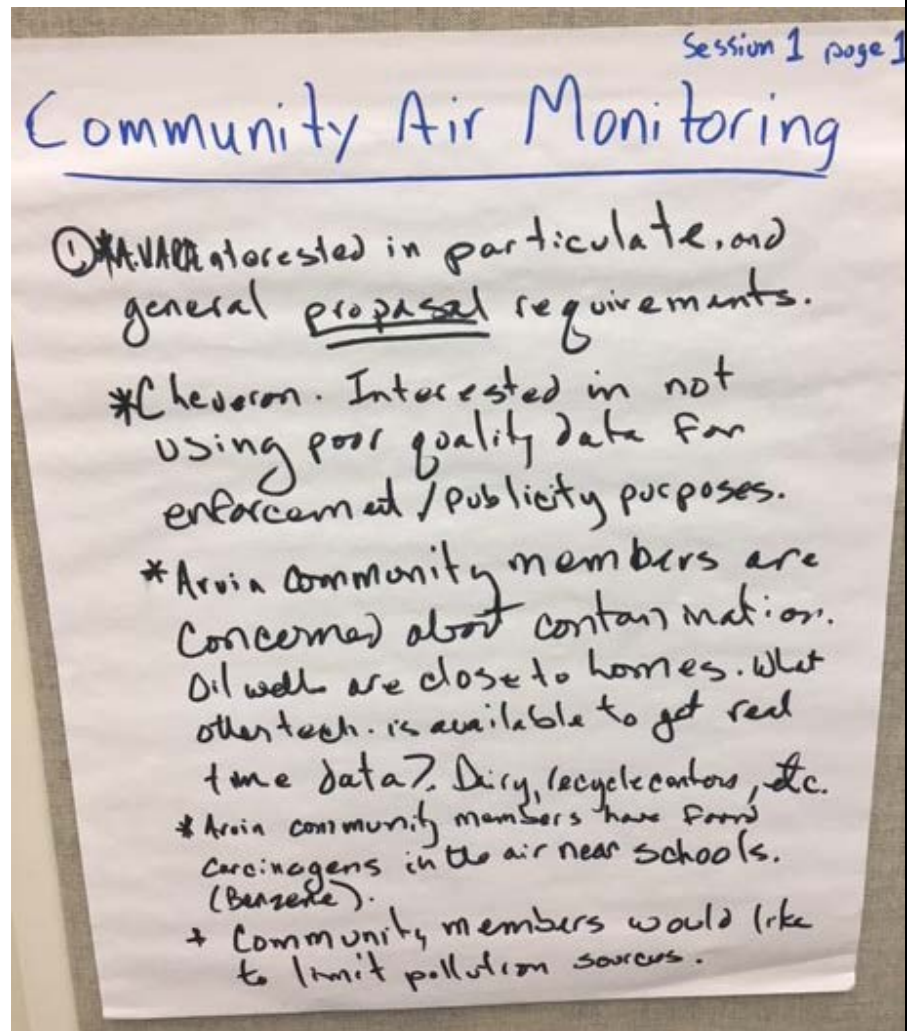 Session 1 page 1
Community Air Monitoring
① * interested in particulate, and
general propasal requirements.
* Cheveron. Interested in not
using poor quality data for
enforcement / publicity purposes.
* Arvin community members are
concerned about contamination.
Oil wells are close to homes. What
other tech. is available to get real
time data? Dairy, recycle centers, etc.
* Arvin community members have found
carcinogens in the air near schools.
(Benzene).
* Community members would like
to limit pollution sources.